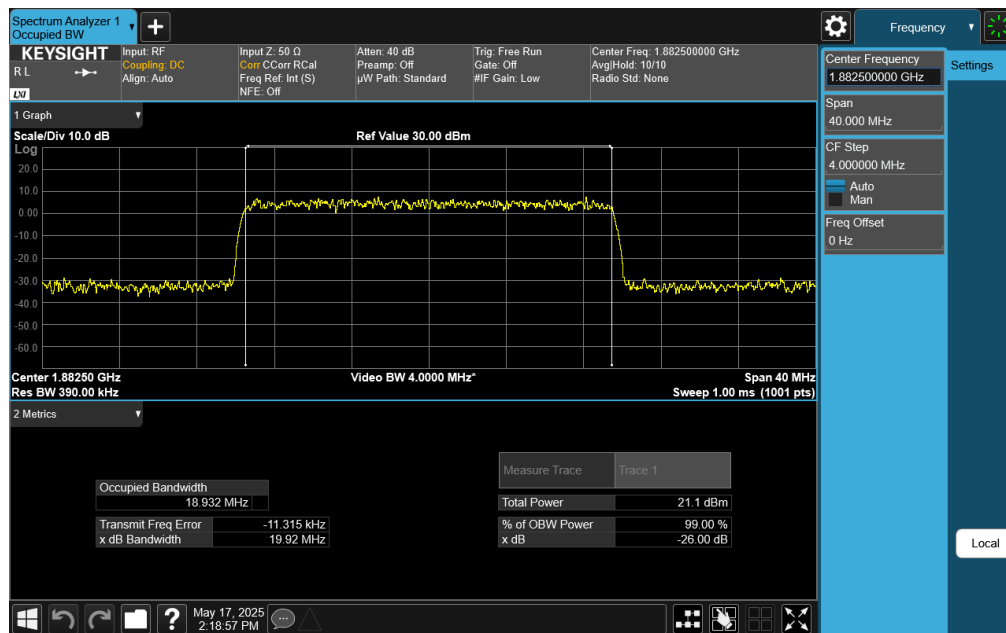 Spectrum Analyzer 1
Occupied BW
Frequency
KEYSIGHT
R L
LXI
Input: RF
Coupling: DC
Align: Auto
Input Z: 50 Ω
Corr CCorr RCal
Freq Ref: Int (S)
NFE: Off
Atten: 40 dB
Preamp: Off
µW Path: Standard
Trig: Free Run
Gate: Off
#IF Gain: Low
Center Freq: 1.882500000 GHz
Avg|Hold: 10/10
Radio Std: None
Center Frequency
1.882500000 GHz
Settings
Span
40.000 MHz
CF Step
4.000000 MHz
Auto
Man
Freq Offset
0 Hz
Local
1 Graph
Scale/Div 10.0 dB
Ref Value 30.00 dBm
Log
20.0
10.0
0.00
-10.0
-20.0
-30.0
-40.0
-50.0
-60.0
Center 1.88250 GHz
Video BW 4.0000 MHz*
Span 40 MHz
Res BW 390.00 kHz
Sweep 1.00 ms (1001 pts)
2 Metrics
Measure Trace Trace 1
Occupied Bandwidth
18.932 MHz
Total Power 21.1 dBm
Transmit Freq Error -11.315 kHz
% of OBW Power 99.00 %
x dB Bandwidth 19.92 MHz
x dB -26.00 dB
May 17, 2025
2:18:57 PM